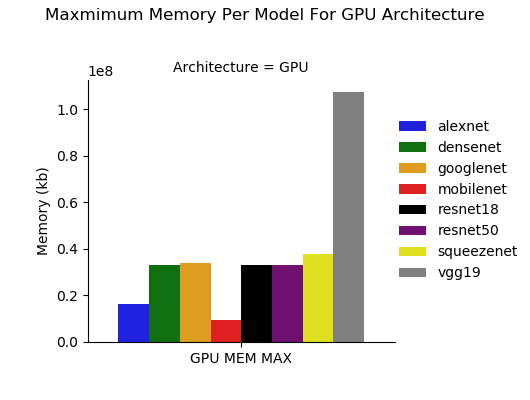 Maxmimum Memory Per Model For GPU Architecture
Architecture = GPU
1e8
1.0
0.8
0.6
0.4
0.2
0.0
Memory (kb)
GPU MEM MAX
alexnet
densenet
googlenet
mobilenet
resnet18
resnet50
squeezenet
vgg19